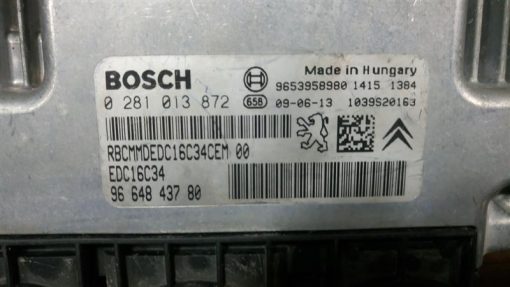 BOSCH
Made in Hungary
9653958980 1415 1384
0 281 013 872 658 09-06-13 1039S20163
RBCMMDEDC16C34CEM 00
EDC16C34
96 648 437 80